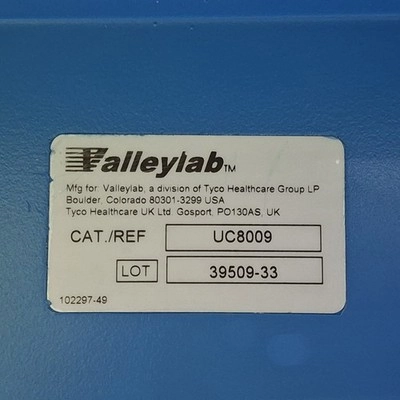 Valleylab™
Mfg for: Valleylab, a division of Tyco Healthcare Group LP
Boulder, Colorado 80301-3299 USA
Tyco Healthcare UK Ltd Gosport, PO130AS, UK
CAT./REF UC8009
LOT 39509-33
102297-49